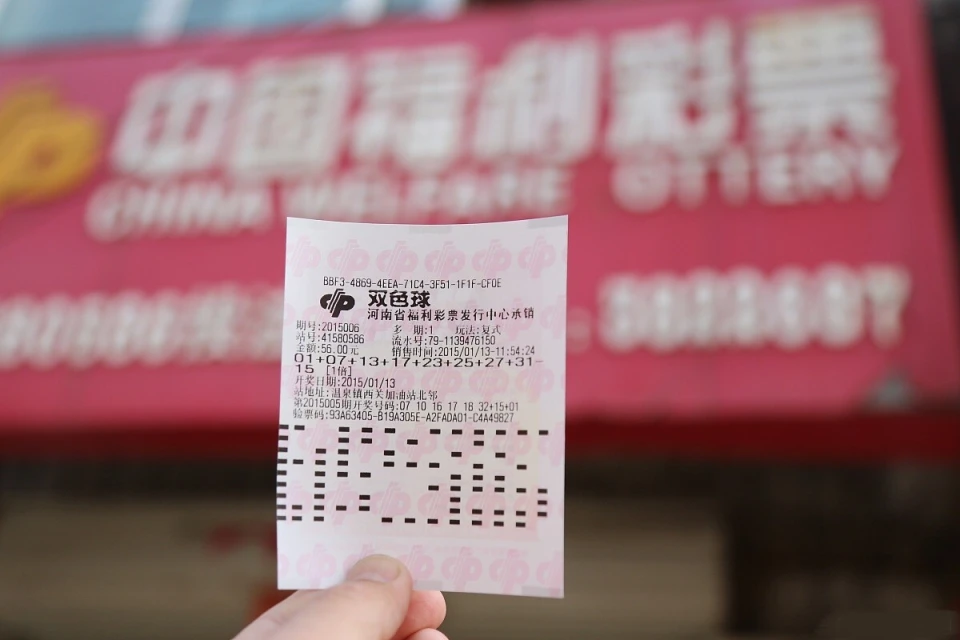 中国福利彩票
CHINA WELFARE LOTTERY
BBF3-4869-4EEA-71C4-3F51-1F1F-CF0E
双色球
河南省福利彩票发行中心承销
期号:2015006 多 期:1 玩法:复式
站号:41580586 流水号:79-1139476150
金额:56.00元 销售时间:2015/01/13-11:54:24
01+07+13+17+23+25+27+31-
15 [1倍]
开奖日期:2015/01/13
站地址:温泉镇西关加油站北邻
第2015005期开奖号码:07 10 16 17 18 32+15+01
验票码:93A63405-B19A305E-A2FADA01-C4A49827